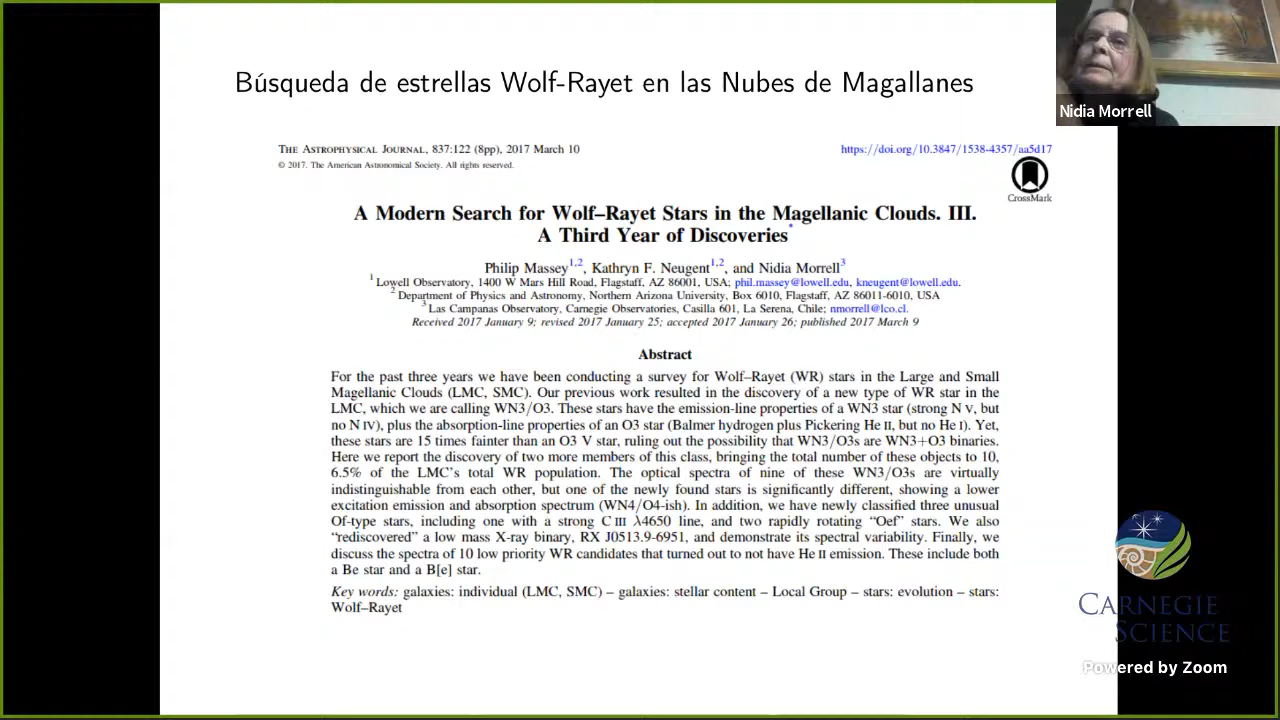 Búsqueda de estrellas Wolf-Rayet en las Nubes de Magallanes
Nidia Morrell
THE ASTROPHYSICAL JOURNAL, 837:122 (8pp), 2017 March 10
https://doi.org/10.3847/1538-4357/aa5d17
© 2017. The American Astronomical Society. All rights reserved.
CrossMark
A Modern Search for Wolf–Rayet Stars in the Magellanic Clouds. III.
A Third Year of Discoveries*
Philip Massey1,2, Kathryn F. Neugent1,2, and Nidia Morrell3
1 Lowell Observatory, 1400 W Mars Hill Road, Flagstaff, AZ 86001, USA; phil.massey@lowell.edu, kneugent@lowell.edu.
2 Department of Physics and Astronomy, Northern Arizona University, Box 6010, Flagstaff, AZ 86011-6010, USA
3 Las Campanas Observatory, Carnegie Observatories, Casilla 601, La Serena, Chile; nmorrell@lco.cl.
Received 2017 January 9; revised 2017 January 25; accepted 2017 January 26; published 2017 March 9
Abstract
For the past three years we have been conducting a survey for Wolf–Rayet (WR) stars in the Large and Small
Magellanic Clouds (LMC, SMC). Our previous work resulted in the discovery of a new type of WR star in the
LMC, which we are calling WN3/O3. These stars have the emission-line properties of a WN3 star (strong N V, but
no N IV), plus the absorption-line properties of an O3 star (Balmer hydrogen plus Pickering He II, but no He I). Yet,
these stars are 15 times fainter than an O3 V star, ruling out the possibility that WN3/O3s are WN3+O3 binaries.
Here we report the discovery of two more members of this class, bringing the total number of these objects to 10,
6.5% of the LMC's total WR population. The optical spectra of nine of these WN3/O3s are virtually
indistinguishable from each other, but one of the newly found stars is significantly different, showing a lower
excitation emission and absorption spectrum (WN4/O4-ish). In addition, we have newly classified three unusual
Of-type stars, including one with a strong C III λ4650 line, and two rapidly rotating “Oef” stars. We also
“rediscovered” a low mass X-ray binary, RX J0513.9-6951, and demonstrate its spectral variability. Finally, we
discuss the spectra of 10 low priority WR candidates that turned out to not have He II emission. These include both
a Be star and a B[e] star.
Key words: galaxies: individual (LMC, SMC) – galaxies: stellar content – Local Group – stars: evolution – stars:
Wolf–Rayet
CARNEGIE
SCIENCE
Powered by Zoom